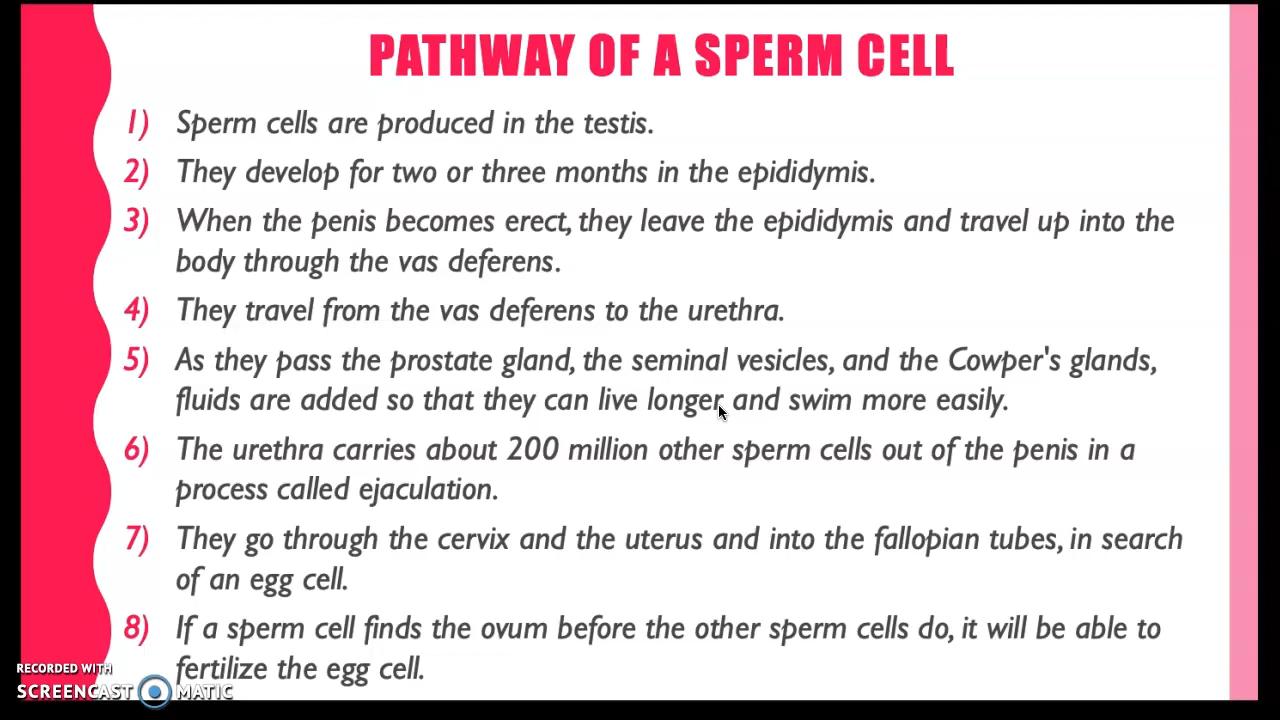 PATHWAY OF A SPERM CELL
1) Sperm cells are produced in the testis.
2) They develop for two or three months in the epididymis.
3) When the penis becomes erect, they leave the epididymis and travel up into the
body through the vas deferens.
4) They travel from the vas deferens to the urethra.
5) As they pass the prostate gland, the seminal vesicles, and the Cowper's glands,
fluids are added so that they can live longer and swim more easily.
6) The urethra carries about 200 million other sperm cells out of the penis in a
process called ejaculation.
7) They go through the cervix and the uterus and into the fallopian tubes, in search
of an egg cell.
8) If a sperm cell finds the ovum before the other sperm cells do, it will be able to
fertilize the egg cell.
RECORDED WITH
SCREENCAST MATIC